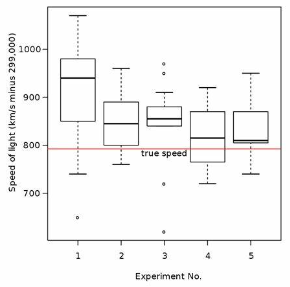 Speed of light (km/s minus 299,000)
1000
900
800
700
true speed
1 2 3 4 5
Experiment No.